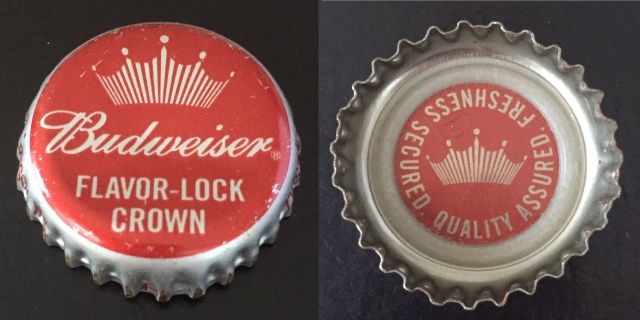 Budweiser®
FLAVOR-LOCK
CROWN
FRESHNESS SECURED. QUALITY ASSURED.